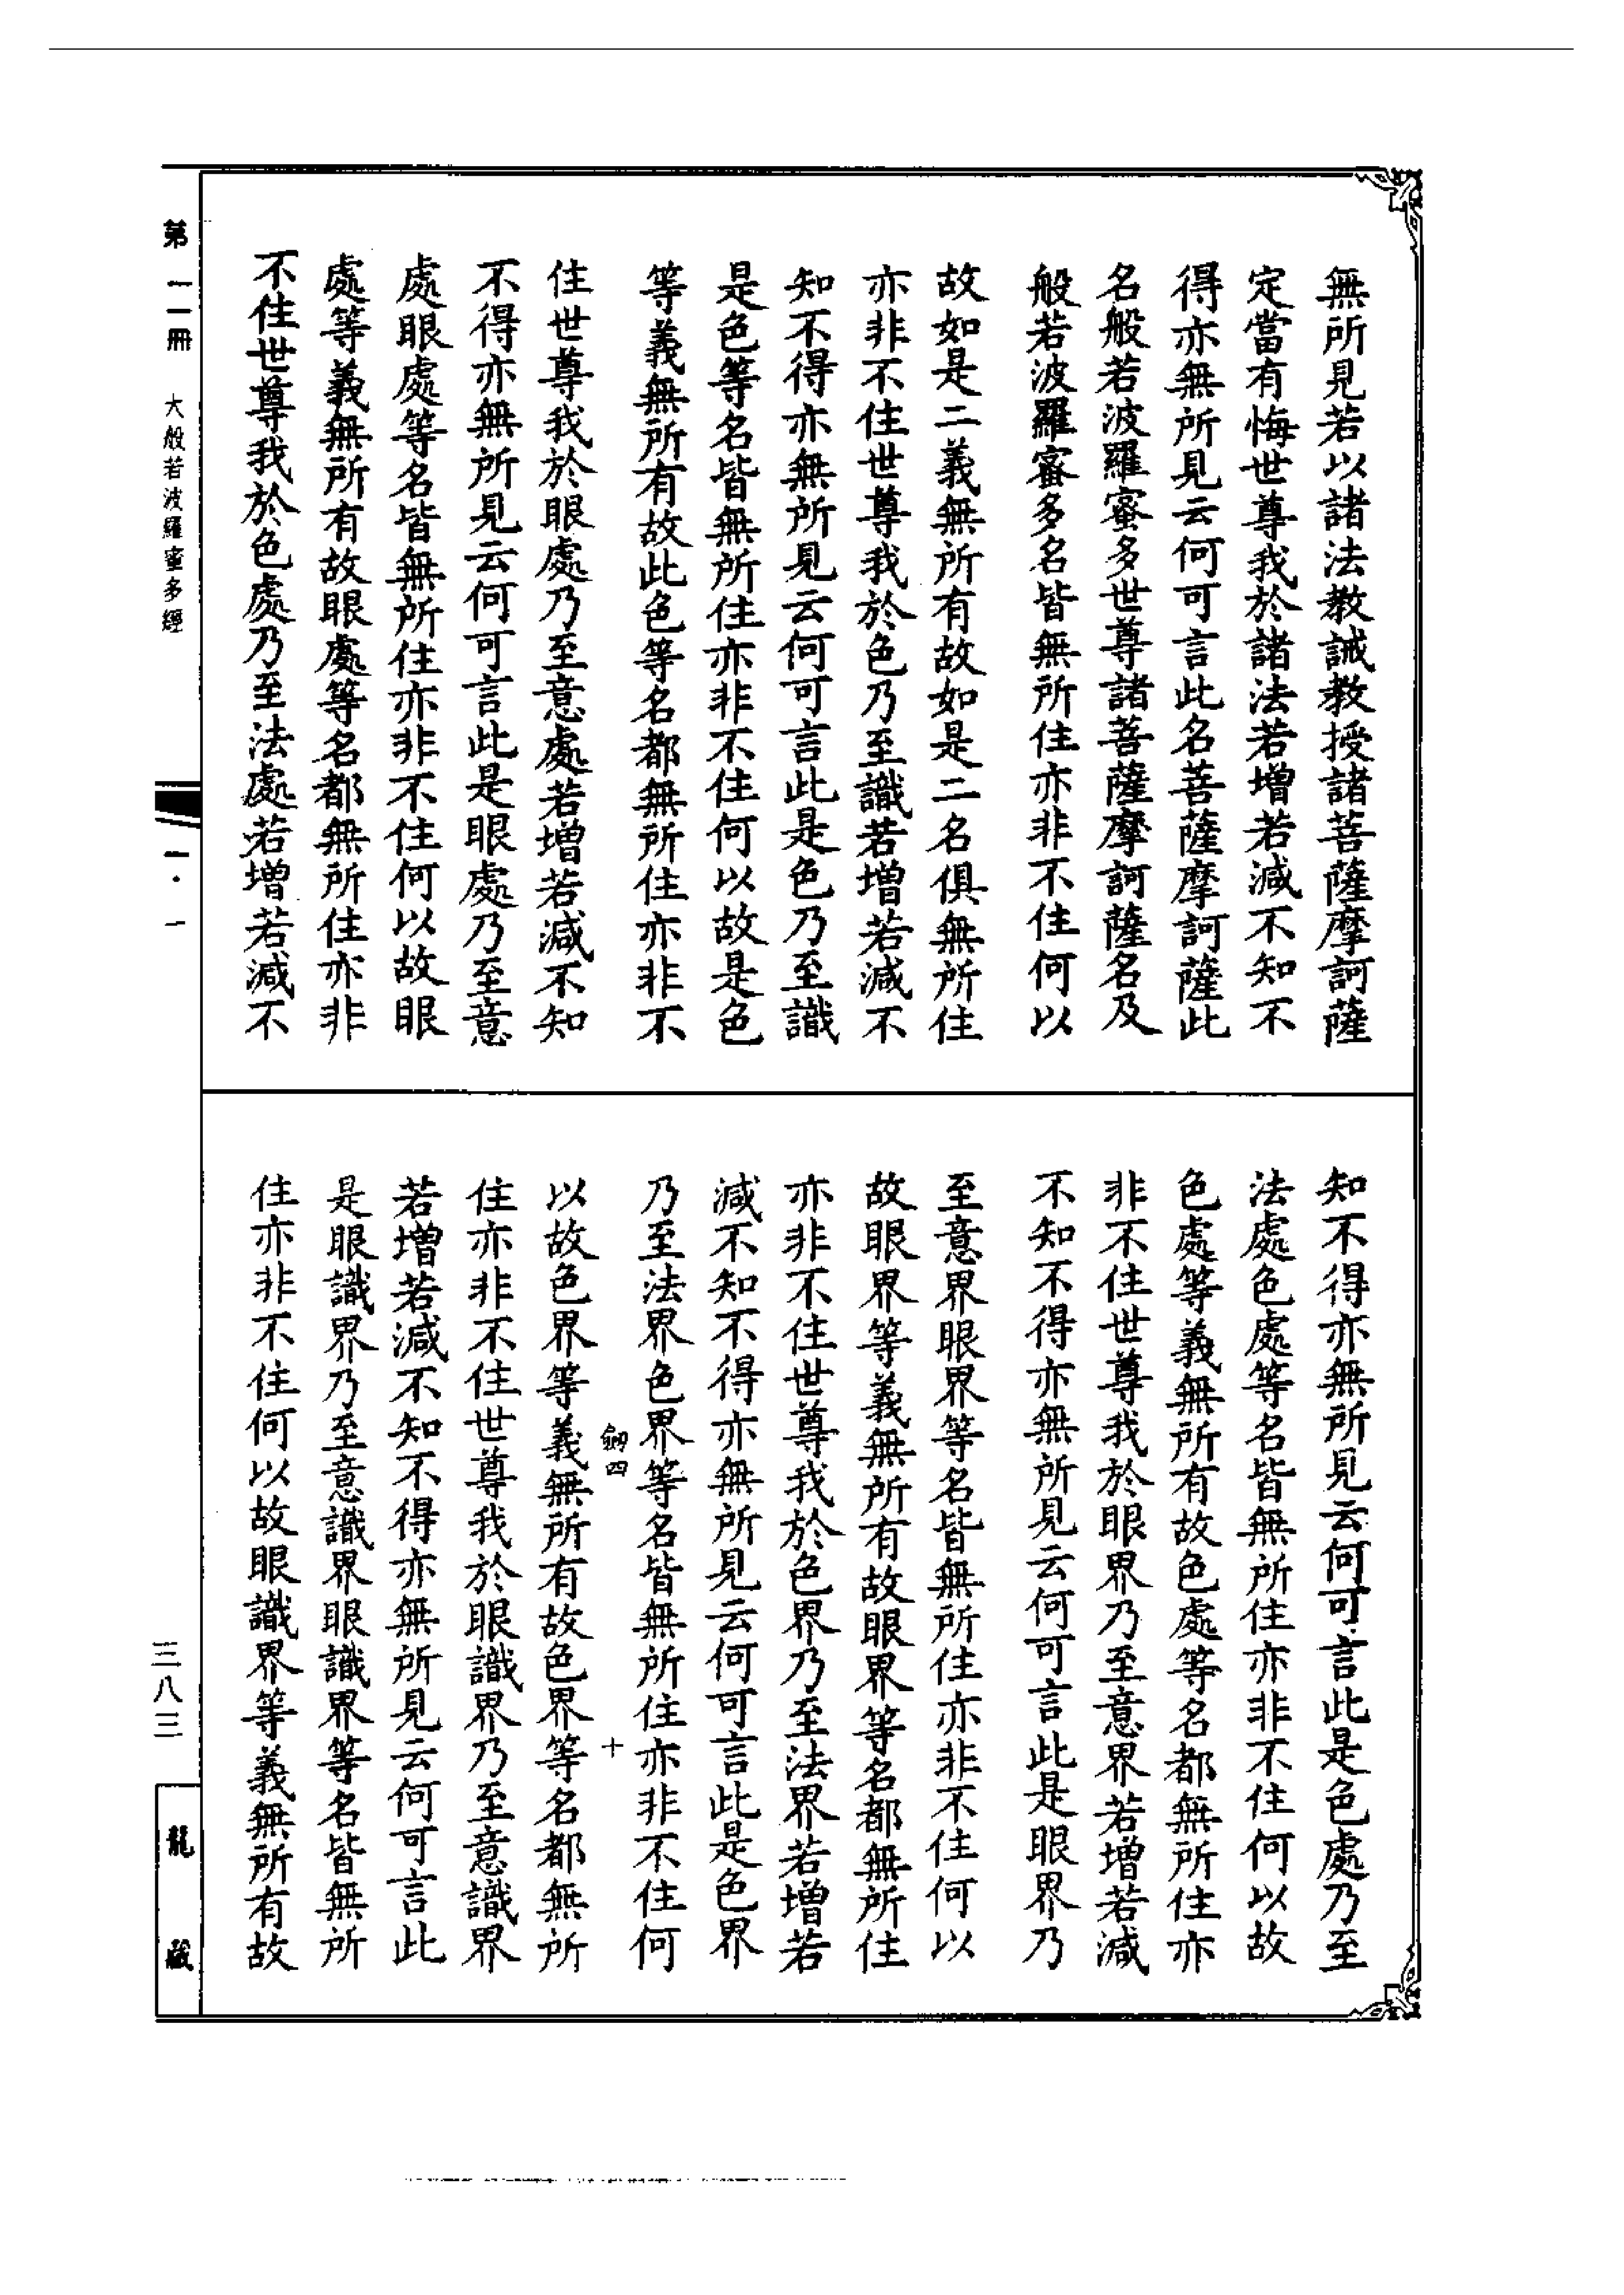 無所見若以諸法教誡教授諸菩薩摩訶薩
定當有悔世尊我於諸法若增若減不知不
得亦無所見云何可言此名菩薩摩訶薩此
名般若波羅蜜多世尊諸菩薩摩訶薩名及
般若波羅蜜多名皆無所住亦非不住何以
故如是二義無所有故如是二名俱無所住
亦非不住世尊我於色乃至識若增若減不
知不得亦無所見云何可言此是色乃至識
是色等名皆無所住亦非不住何以故是色
等義無所有故此色等名都無所住亦非不
住世尊我於眼處乃至意處若增若減不知
不得亦無所見云何可言此是眼處乃至意
處眼處等名皆無所住亦非不住何以故眼
處等義無所有故眼處等名都無所住亦非
不住世尊我於色處乃至法處若增若減不
知不得亦無所見云何可言此是色處乃至
法處色處等名皆無所住亦非不住何以故
色處等義無所有故色處等名都無所住亦
非不住世尊我於眼界乃至意界若增若減
不知不得亦無所見云何可言此是眼界乃
至意界眼界等名皆無所住亦非不住何以
故眼界等義無所有故眼界等名都無所住
亦非不住世尊我於色界乃至法界若增若
減不知不得亦無所見云何可言此是色界
乃至法界色界等名皆無所住亦非不住何
劒四 十
以故色界等義無所有故色界等名都無所
住亦非不住世尊我於眼識界乃至意識界
若增若減不知不得亦無所見云何可言此
是眼識界乃至意識界眼識界等名皆無所
住亦非不住何以故眼識界等義無所有故
第一一冊 大般若波羅蜜多經
一·一
三八三
龍藏